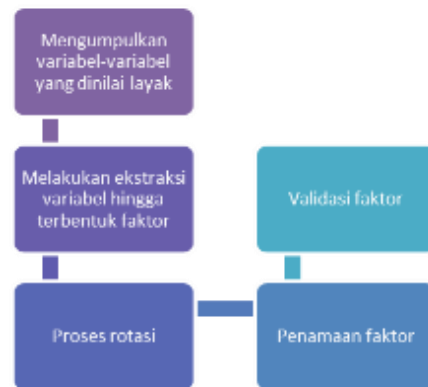 Mengumpulkan
variabel-variabel
yang dinilai layak
Melakukan ekstraksi
variabel hingga
terbentuk faktor
Proses rotasi
Penamaan faktor
Validasi faktor